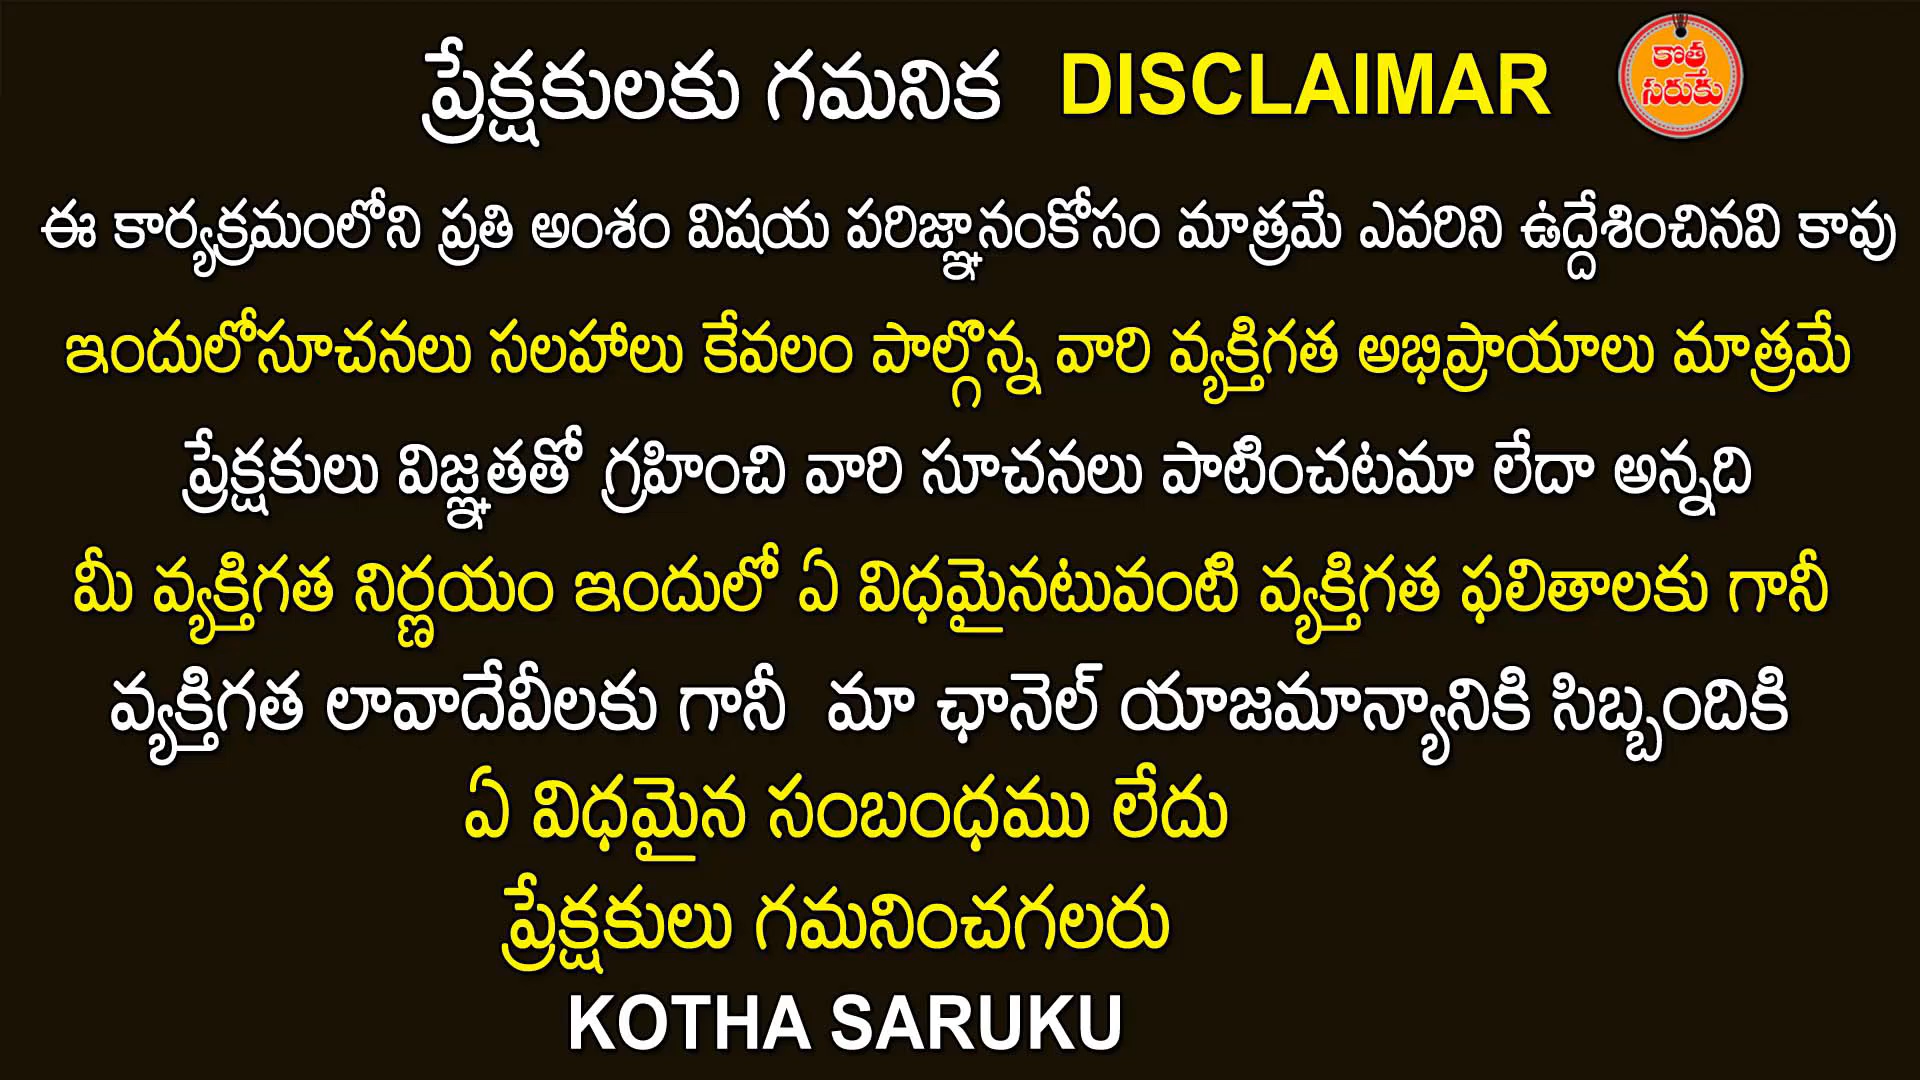 ప్రేక్షకులకు గమనిక DISCLAIMAR
కొత్త
సరుకు
ఈ కార్యక్రమంలోని ప్రతి అంశం విషయ పరిజ్ఞానంకోసం మాత్రమే ఎవరిని ఉద్దేశించినవి కావు
ఇందులోసూచనలు సలహాలు కేవలం పాల్గొన్న వారి వ్యక్తిగత అభిప్రాయాలు మాత్రమే
ప్రేక్షకులు విజ్ఞతతో గ్రహించి వారి సూచనలు పాటించటమా లేదా అన్నది
మీ వ్యక్తిగత నిర్ణయం ఇందులో ఏ విధమైనటువంటి వ్యక్తిగత ఫలితాలకు గానీ
వ్యక్తిగత లావాదేవీలకు గానీ మా ఛానెల్ యాజమాన్యానికి సిబ్బందికి
ఏ విధమైన సంబంధము లేదు
ప్రేక్షకులు గమనించగలరు
KOTHA SARUKU